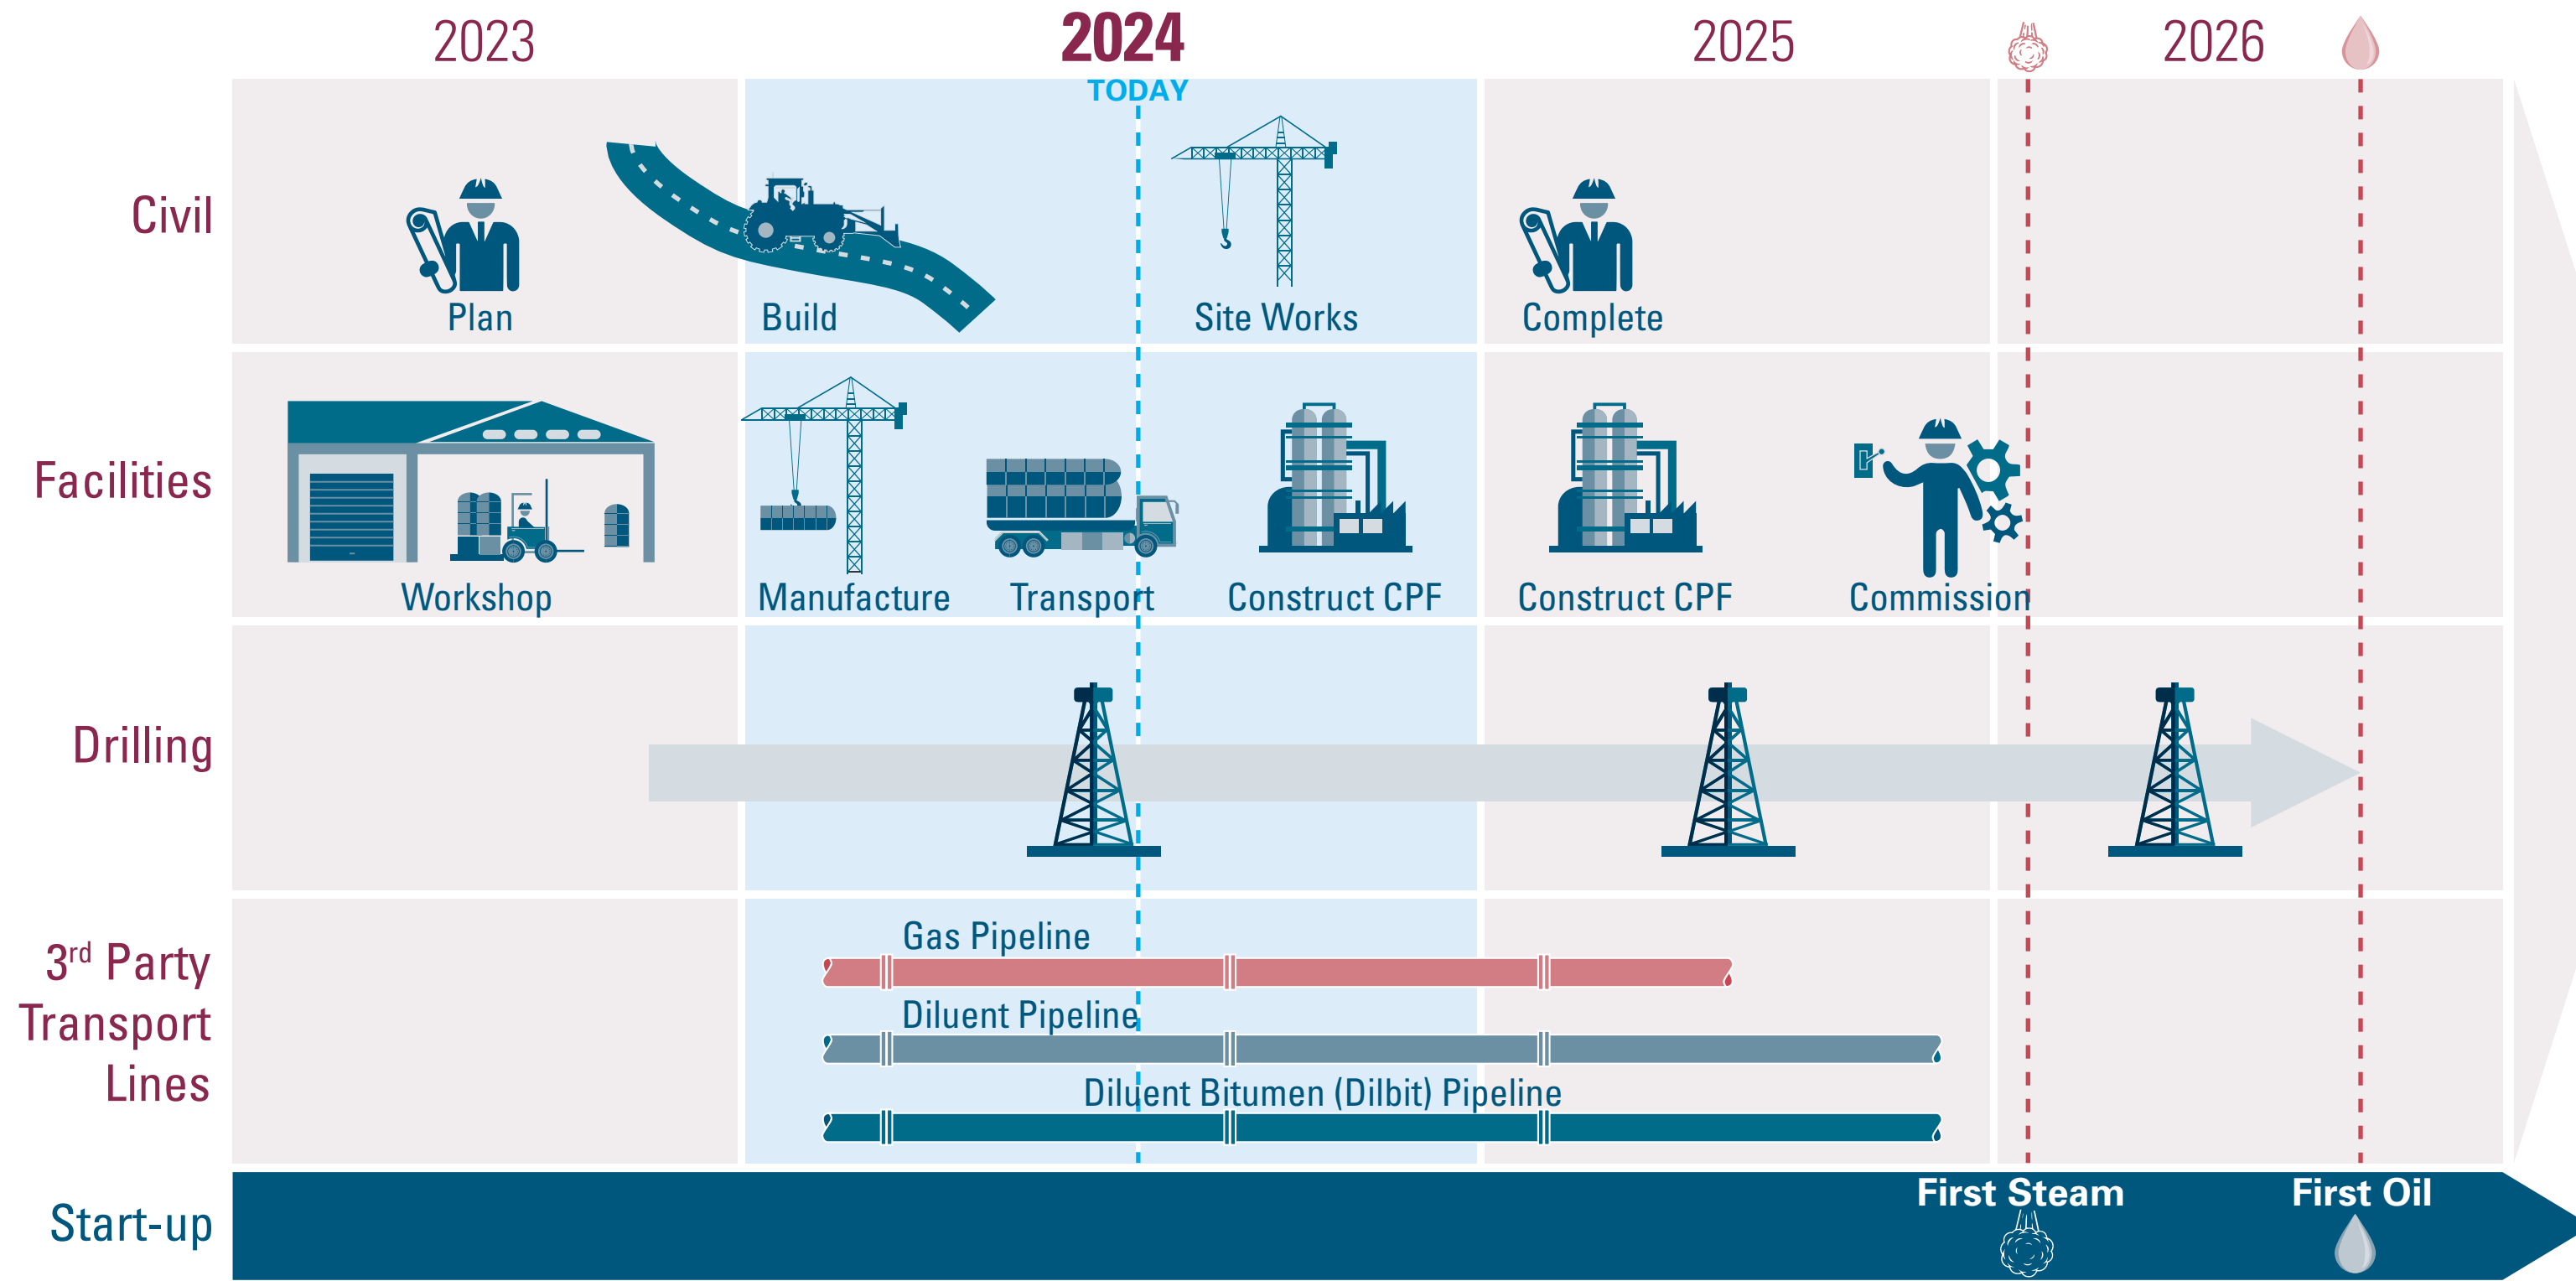 2023
2024
2025
2026
TODAY
Civil
Plan
Build
Site Works
Complete
Facilities
Workshop
Manufacture
Transport
Construct CPF
Construct CPF
Commission
Drilling
3rd Party
Transport
Lines
Gas Pipeline
Diluent Pipeline
Diluent Bitumen (Dilbit) Pipeline
Start-up
First Steam
First Oil